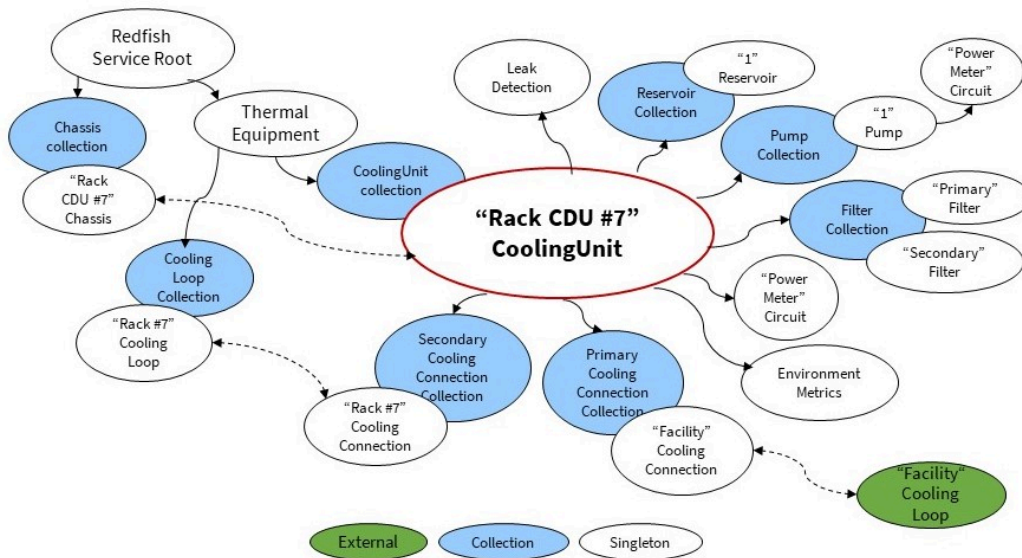 Redfish
Service Root
Chassis
collection
“Rack
CDU #7”
Chassis
Thermal
Equipment
CoolingUnit
collection
Cooling
Loop
Collection
“Rack #7”
Cooling
Loop
“Rack CDU #7”
CoolingUnit
Leak
Detection
Reservoir
Collection
“1”
Reservoir
Pump
Collection
“1”
Pump
“Power
Meter”
Circuit
Filter
Collection
“Primary”
Filter
“Secondary”
Filter
“Power
Meter”
Circuit
Environment
Metrics
Secondary
Cooling
Connection
Collection
“Rack #7”
Cooling
Connection
Primary
Cooling
Connection
Collection
“Facility”
Cooling
Connection
“Facility“
Cooling
Loop
External
Collection
Singleton